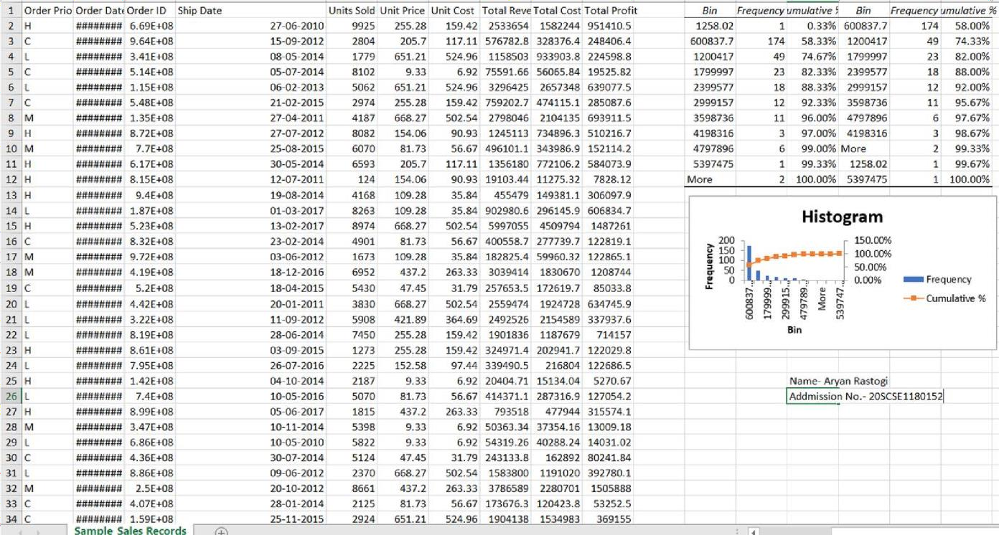 1 Order Prio Order Date Order ID Ship Date Units Sold Unit Price Unit Cost Total Reve Total Cost Total Profit Bin Frequency umulative % Bin Frequency umulative %
2 H ######## 6.69E+08 27-06-2010 9925 255.28 159.42 2533654 1582244 951410.5 1258.02 1 0.33% 600837.7 174 58.00%
3 C ######## 9.64E+08 15-09-2012 2804 205.7 117.11 576782.8 328376.4 248406.4 600837.7 174 58.33% 1200417 49 74.33%
4 L ######## 3.41E+08 08-05-2014 1779 651.21 524.96 1158503 933903.8 224598.8 1200417 49 74.67% 1799997 23 82.00%
5 C ######## 5.14E+08 05-07-2014 8102 9.33 6.92 75591.66 56065.84 19525.82 1799997 23 82.33% 2399577 18 88.00%
6 L ######## 1.15E+08 06-02-2013 5062 651.21 524.96 3296425 2657348 639077.5 2399577 18 88.33% 2999157 12 92.00%
7 C ######## 5.48E+08 21-02-2015 2974 255.28 159.42 759202.7 474115.1 285087.6 2999157 12 92.33% 3598736 11 95.67%
8 M ######## 1.35E+08 27-04-2011 4187 668.27 502.54 2798046 2104135 693911.5 3598736 11 96.00% 4797896 6 97.67%
9 H ######## 8.72E+08 27-07-2012 8082 154.06 90.93 1245113 734896.3 510216.7 4198316 3 97.00% 4198316 3 98.67%
10 M ######## 7.7E+08 25-08-2015 6070 81.73 56.67 496101.1 343986.9 152114.2 4797896 6 99.00% More 2 99.33%
11 H ######## 6.17E+08 30-05-2014 6593 205.7 117.11 1356180 772106.2 584073.9 5397475 1 99.33% 1258.02 1 99.67%
12 H ######## 8.15E+08 12-07-2011 124 154.06 90.93 19103.44 11275.32 7828.12 More 2 100.00% 5397475 1 100.00%
13 H ######## 9.4E+08 19-08-2014 4168 109.28 35.84 455479 149381.1 306097.9
14 L ######## 1.87E+08 01-03-2017 8263 109.28 35.84 902980.6 296145.9 606834.7
15 H ######## 5.23E+08 13-02-2017 8974 668.27 502.54 5997055 4509794 1487261
16 C ######## 8.32E+08 23-02-2014 4901 81.73 56.67 400558.7 277739.7 122819.1
17 M ######## 9.72E+08 03-06-2012 1673 109.28 35.84 182825.4 59960.32 122865.1
18 M ######## 4.19E+08 18-12-2016 6952 437.2 263.33 3039414 1830670 1208744
19 C ######## 5.2E+08 18-04-2015 5430 47.45 31.79 257653.5 172619.7 85033.8
20 L ######## 4.42E+08 20-01-2011 3830 668.27 502.54 2559474 1924728 634745.9
21 L ######## 3.22E+08 11-09-2012 5908 421.89 364.69 2492526 2154589 337937.6
22 L ######## 8.19E+08 28-06-2014 7450 255.28 159.42 1901836 1187679 714157
23 H ######## 8.61E+08 03-09-2015 1273 255.28 159.42 324971.4 202941.7 122029.8
24 L ######## 7.95E+08 26-07-2016 2225 152.58 97.44 339490.5 216804 122686.5
25 H ######## 1.42E+08 04-10-2014 2187 9.33 6.92 20404.71 15134.04 5270.67
26 L ######## 7.4E+08 10-05-2016 5070 81.73 56.67 414371.1 287316.9 127054.2
27 H ######## 8.99E+08 05-06-2017 1815 437.2 263.33 793518 477944 315574.1
28 M ######## 3.47E+08 10-11-2014 5398 9.33 6.92 50363.34 37354.16 13009.18
29 L ######## 6.86E+08 10-05-2010 5822 9.33 6.92 54319.26 40288.24 14031.02
30 C ######## 4.36E+08 30-07-2014 5124 47.45 31.79 243133.8 162892 80241.84
31 L ######## 8.86E+08 09-06-2012 2370 668.27 502.54 1583800 1191020 392780.1
32 M ######## 2.5E+08 20-10-2012 8661 437.2 263.33 3786589 2280701 1505888
33 C ######## 4.07E+08 28-01-2014 2125 81.73 56.67 173676.3 120423.8 53252.5
34 C ######## 1.59E+08 25-11-2015 2924 651.21 524.96 1904138 1534983 369155
Histogram
Frequency
200 150 100 50 0
150.00% 100.00% 50.00% 0.00%
600837... 179999... 299915... 479789... More 539747...
Bin
Frequency
Cumulative %
Name- Aryan Rastogi
Addmission No.- 20SCSE1180152
Sample Sales Records